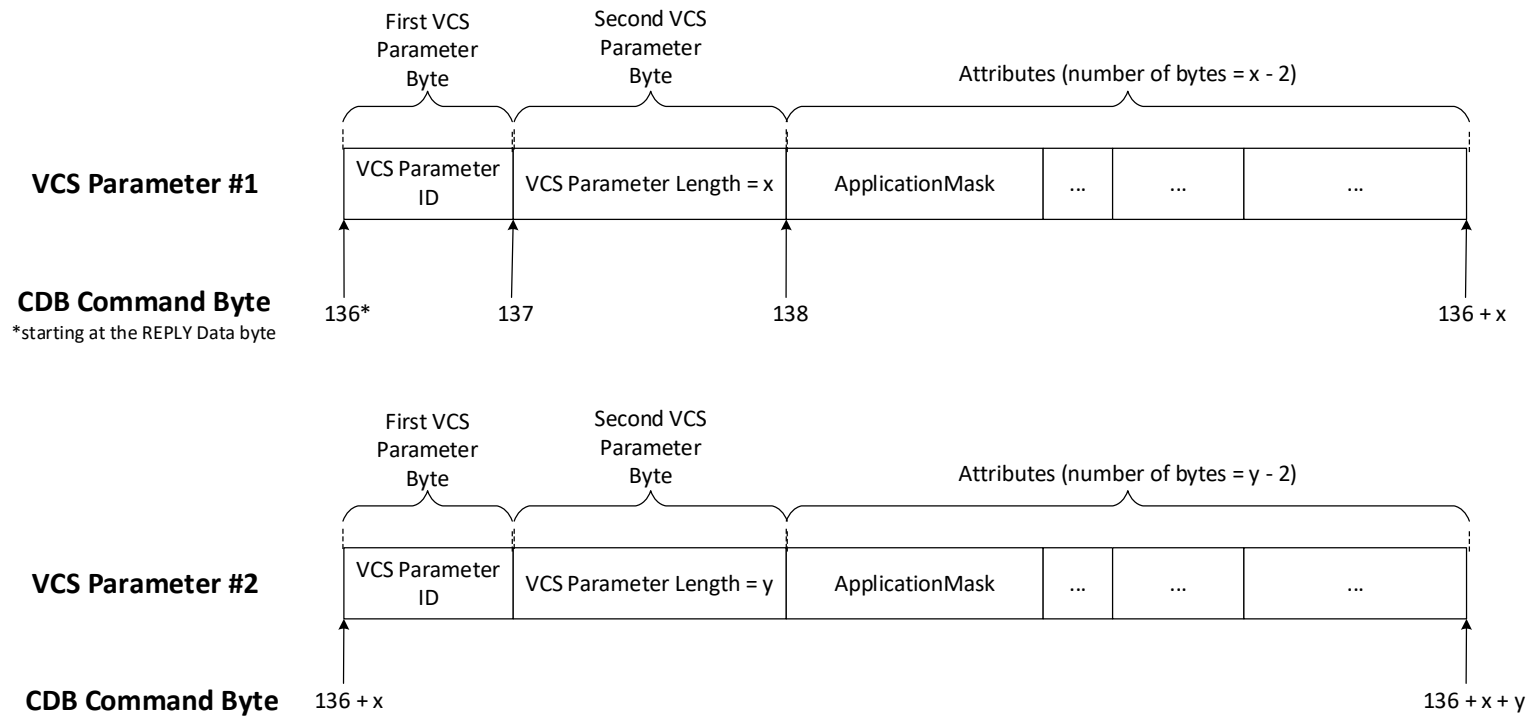 First VCS
Parameter
Byte
Second VCS
Parameter
Byte
Attributes (number of bytes = x - 2)
VCS Parameter #1
VCS Parameter
ID
VCS Parameter Length = x
ApplicationMask
...
...
...
CDB Command Byte
*starting at the REPLY Data byte
136*
137
138
136 + x
First VCS
Parameter
Byte
Second VCS
Parameter
Byte
Attributes (number of bytes = y - 2)
VCS Parameter #2
VCS Parameter
ID
VCS Parameter Length = y
ApplicationMask
...
...
...
CDB Command Byte
136 + x
136 + x + y